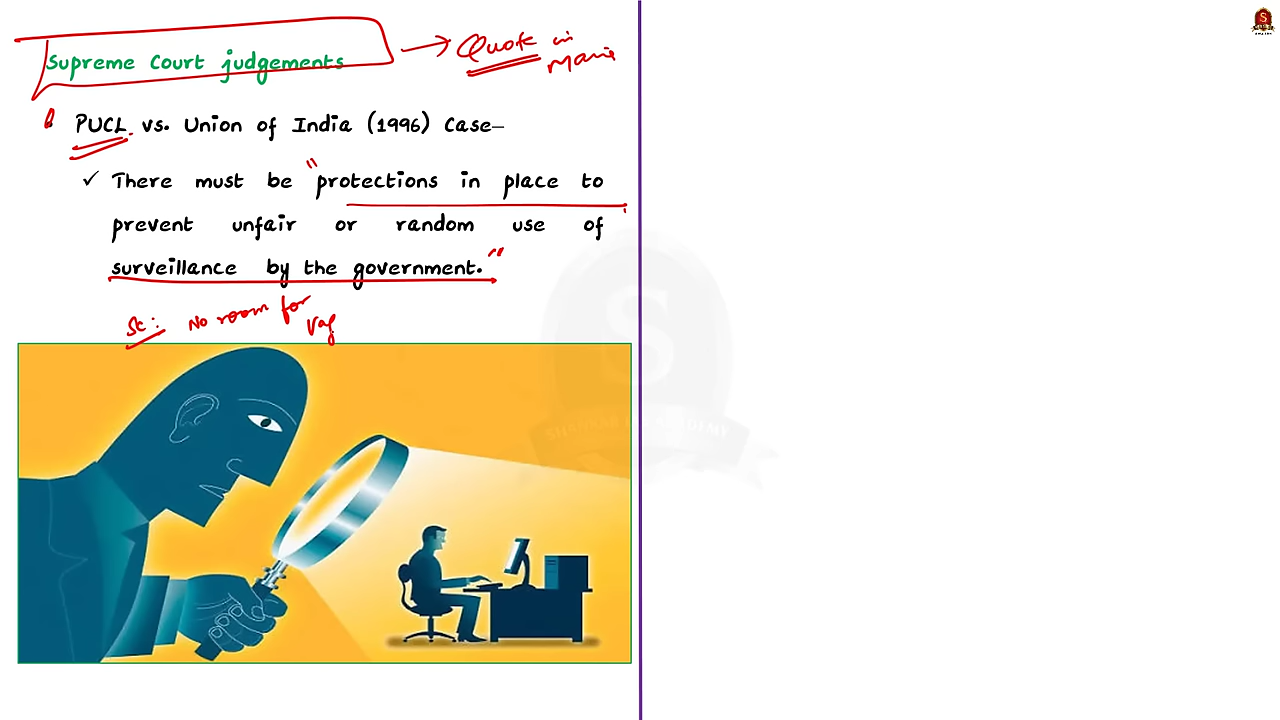 Supreme Court judgements
Quote in
PUCL vs. Union of India (1996) Case–
✓ There must be "protections in place to
prevent unfair or random use of
surveillance by the government."
SC: No room for